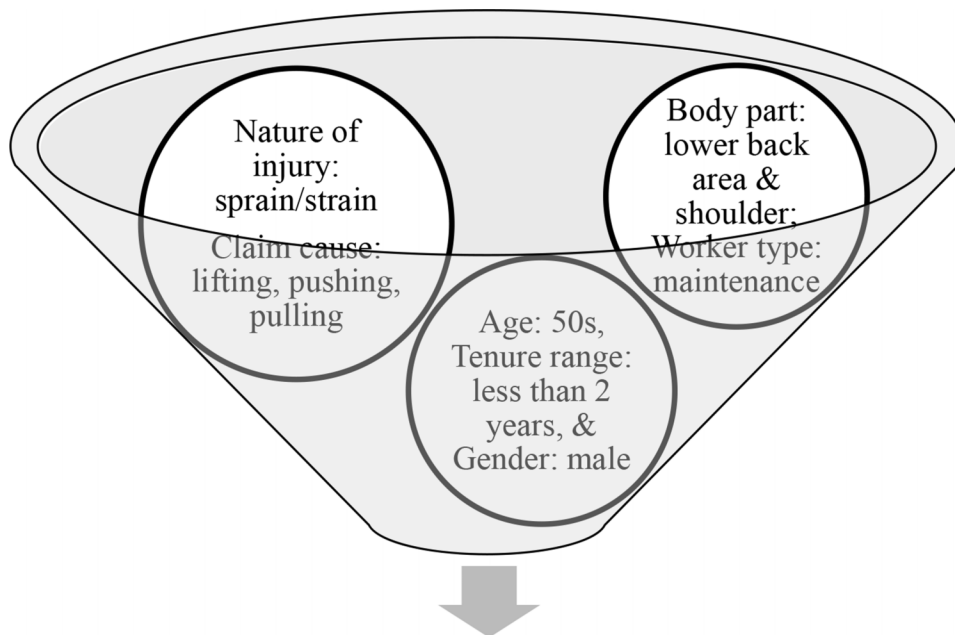 Nature of
injury:
sprain/strain
Claim cause:
lifting, pushing,
pulling
Body part:
lower back
area &
shoulder;
Worker type:
maintenance
Age: 50s,
Tenure range:
less than 2
years, &
Gender: male